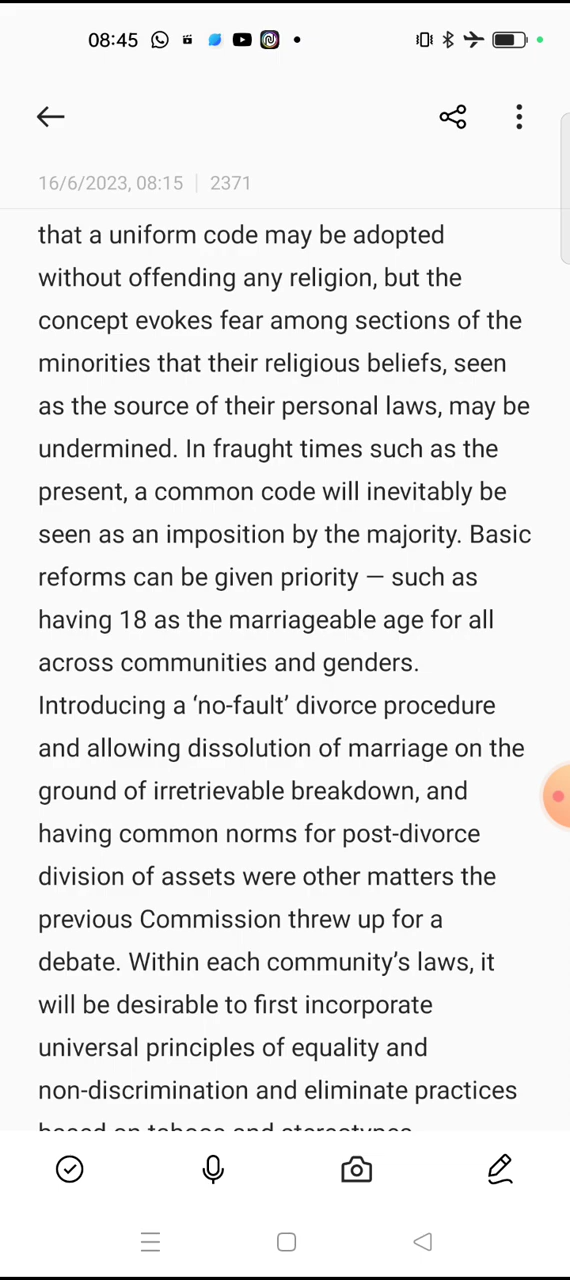 08:45
16/6/2023, 08:15 | 2371
that a uniform code may be adopted
without offending any religion, but the
concept evokes fear among sections of the
minorities that their religious beliefs, seen
as the source of their personal laws, may be
undermined. In fraught times such as the
present, a common code will inevitably be
seen as an imposition by the majority. Basic
reforms can be given priority — such as
having 18 as the marriageable age for all
across communities and genders.
Introducing a ‘no-fault’ divorce procedure
and allowing dissolution of marriage on the
ground of irretrievable breakdown, and
having common norms for post-divorce
division of assets were other matters the
previous Commission threw up for a
debate. Within each community’s laws, it
will be desirable to first incorporate
universal principles of equality and
non-discrimination and eliminate practices
based on taboos and stereotypes.